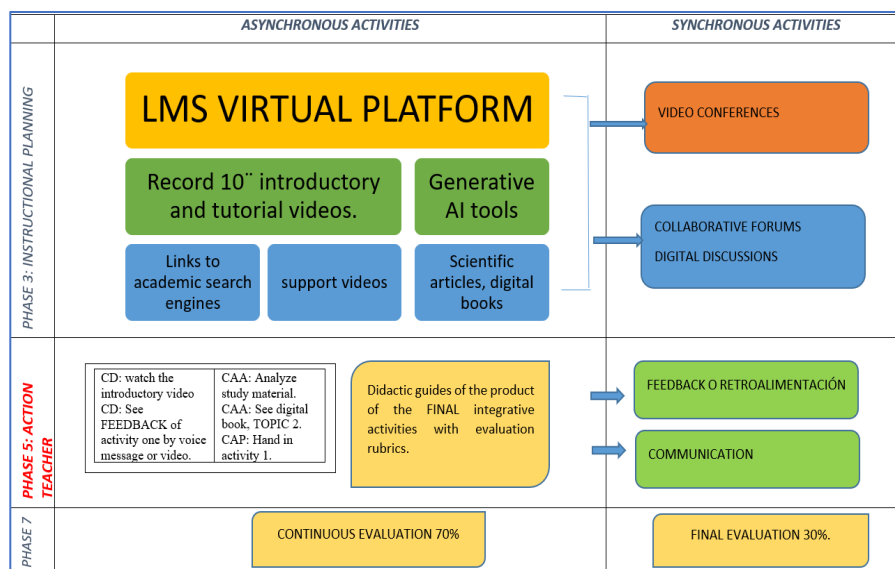 ASYNCHRONOUS ACTIVITIES
SYNCHRONOUS ACTIVITIES
PHASE 3: INSTRUCTIONAL PLANNING
LMS VIRTUAL PLATFORM
Record 10¨ introductory
and tutorial videos.
Generative
AI tools
Links to
academic search
engines
support videos
Scientific
articles, digital
books
VIDEO CONFERENCES
COLLABORATIVE FORUMS
DIGITAL DISCUSSIONS
PHASE 5: ACTION
TEACHER
CD: watch the
introductory video
CD: See
FEEDBACK of
activity one by voice
message or video.
CAA: Analyze
study material.
CAA: See digital
book, TOPIC 2.
CAP: Hand in
activity 1.
Didactic guides of the product
of the FINAL integrative
activities with evaluation
rubrics.
FEEDBACK O RETROALIMENTACIÓN
COMMUNICATION
PHASE 7
CONTINUOUS EVALUATION 70%
FINAL EVALUATION 30%.